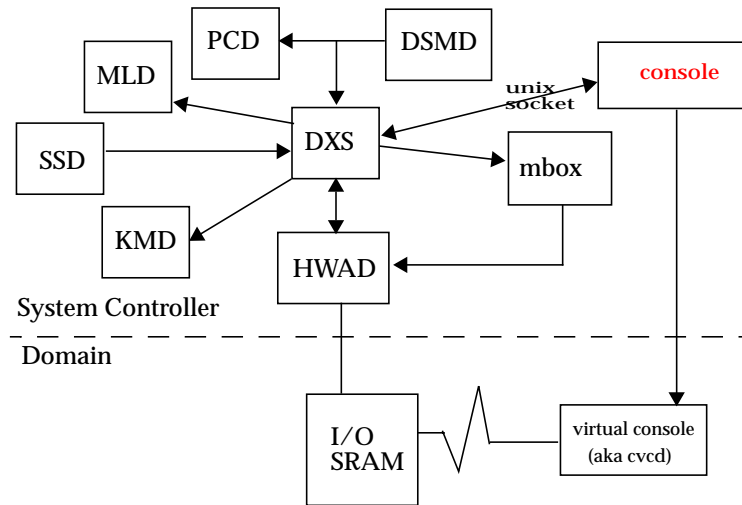 PCD
DSMD
MLD
console
unix
socket
DXS
SSD
mbox
KMD
HWAD
System Controller
Domain
I/O
SRAM
virtual console
(aka cvcd)